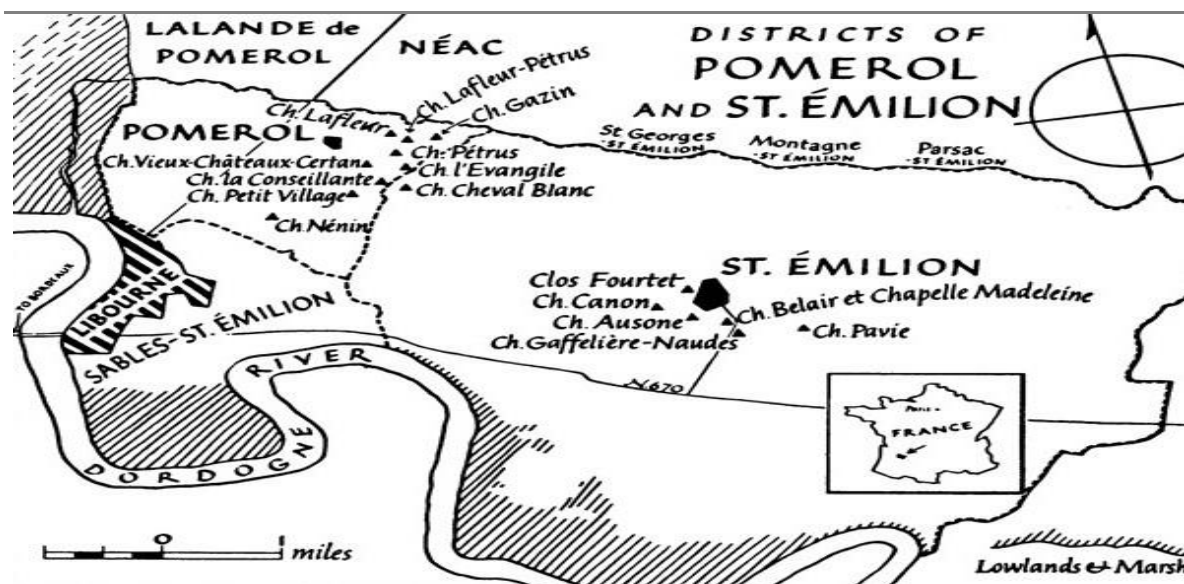 LALANDE de
POMEROL
NÉAC
DISTRICTS OF
POMEROL
AND ST. ÉMILION
Ch. Lafleur-Pétrus
Ch. Gazin
Ch. Lafleur
POMEROL
Ch. Pétrus
Ch. Vieux-Châteaux-Certan
Ch. l'Evangile
Ch. la Conseillante
Ch. Cheval Blanc
Ch. Petit Village
Ch. Nénin
St Georges
-ST ÉMILION
Montagne
-ST ÉMILION
Parsac
-ST ÉMILION
TO BORDEAUX
LIBOURNE
SABLES-ST. ÉMILION
ST. ÉMILION
Clos Fourtet
Ch. Canon
Ch. Belair et Chapelle Madeleine
Ch. Ausone
Ch. Pavie
Ch. Gaffelière-Naudes
N670
DORDOGNE RIVER
Paris
FRANCE
0 1 miles
Lowlands & Marsh